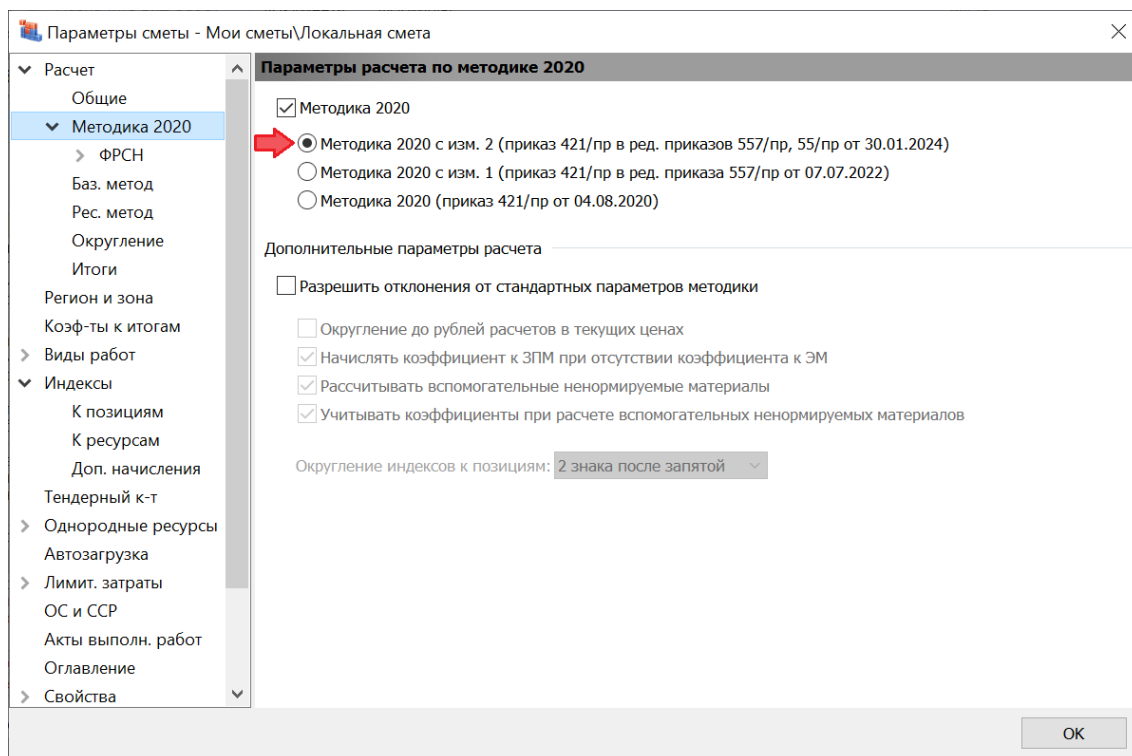 Параметры сметы - Мои сметы\Локальная смета
Расчет
Общие
Методика 2020
ФРСН
Баз. метод
Рес. метод
Округление
Итоги
Регион и зона
Коэф-ты к итогам
Виды работ
Индексы
К позициям
К ресурсам
Доп. начисления
Тендерный к-т
Однородные ресурсы
Автозагрузка
Лимит. затраты
ОС и ССР
Акты выполн. работ
Оглавление
Свойства
Параметры расчета по методике 2020
Методика 2020
Методика 2020 с изм. 2 (приказ 421/пр в ред. приказов 557/пр, 55/пр от 30.01.2024)
Методика 2020 с изм. 1 (приказ 421/пр в ред. приказа 557/пр от 07.07.2022)
Методика 2020 (приказ 421/пр от 04.08.2020)
Дополнительные параметры расчета
Разрешить отклонения от стандартных параметров методики
Округление до рублей расчетов в текущих ценах
Начислять коэффициент к ЗПМ при отсутствии коэффициента к ЭМ
Рассчитывать вспомогательные ненормируемые материалы
Учитывать коэффициенты при расчете вспомогательных ненормируемых материалов
Округление индексов к позициям: 2 знака после запятой
ОК